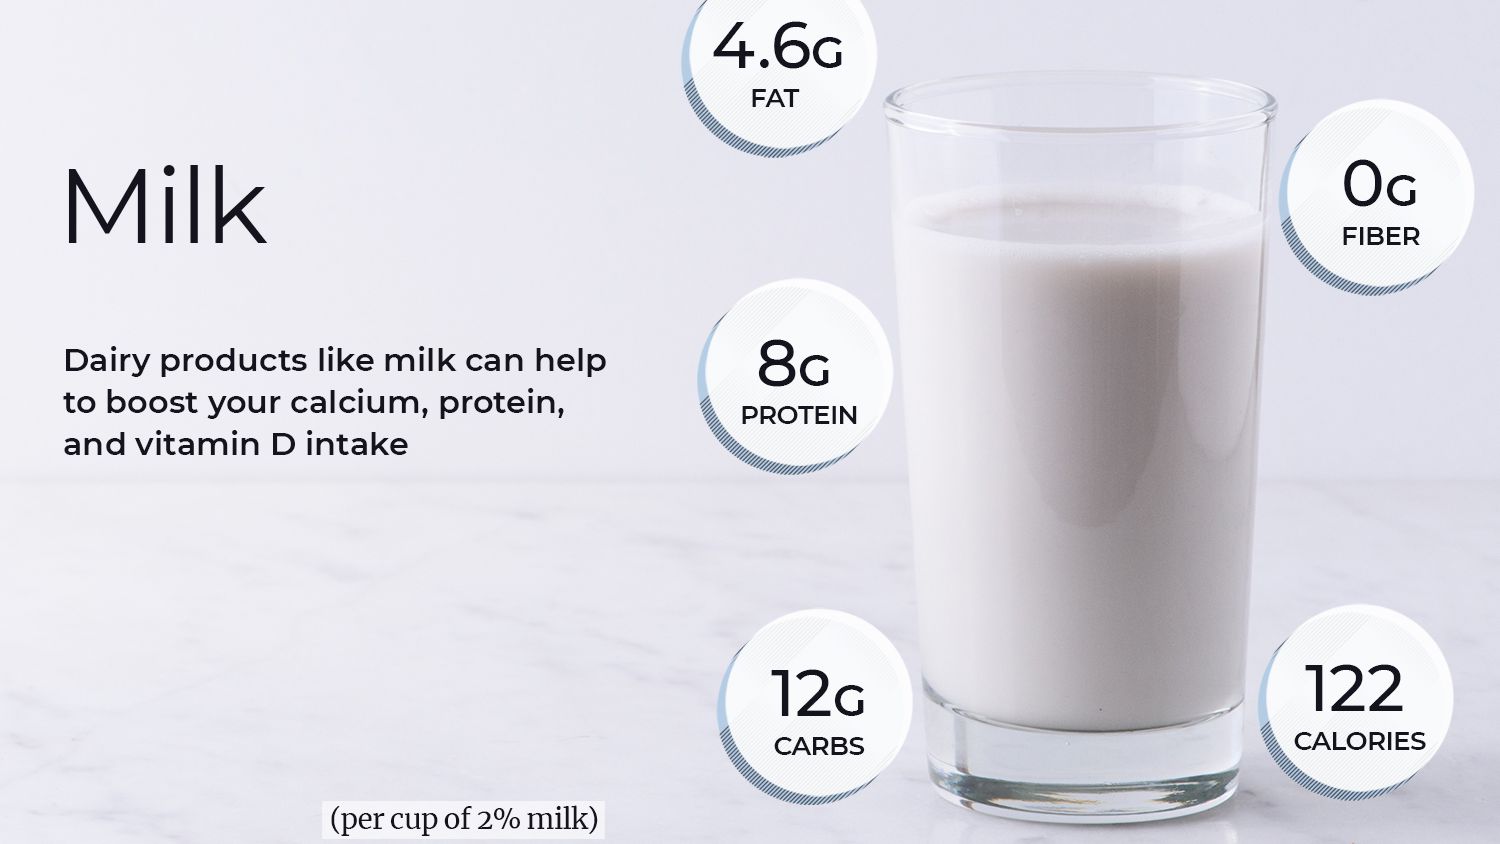 Milk
Dairy products like milk can help
to boost your calcium, protein,
and vitamin D intake
4.6G
FAT
0G
FIBER
8G
PROTEIN
12G
CARBS
122
CALORIES
(per cup of 2% milk)